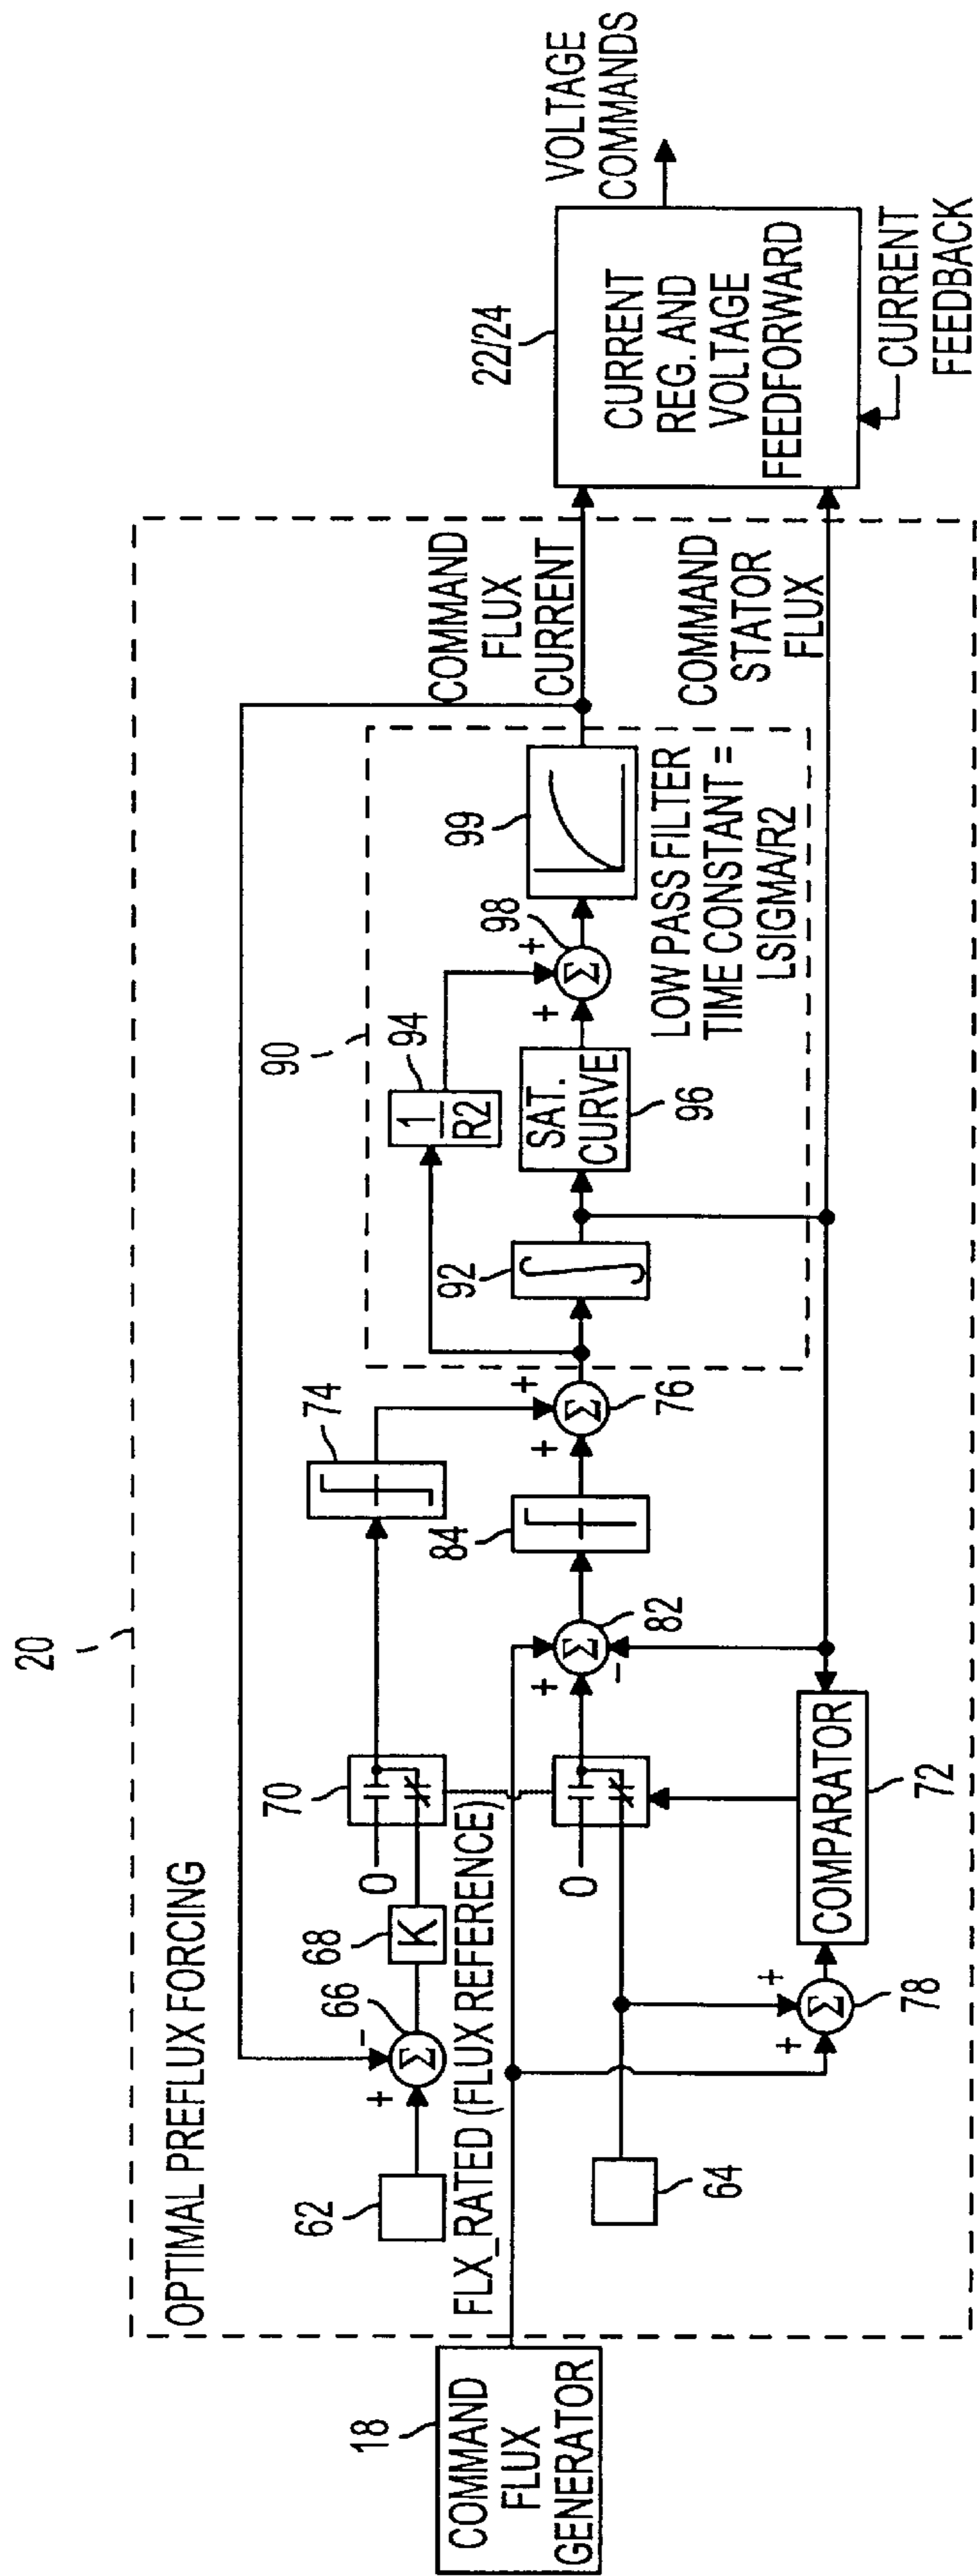 20
OPTIMAL PREFLUX FORCING
18
COMMAND
FLUX
GENERATOR
62
+
-
Σ
66
68
K
70
0
74
FLX_RATED (FLUX REFERENCE)
64
0
+
+
Σ
78
COMPARATOR
72
+
-
Σ
82
84
+
+
Σ
76
90
92
∫
94
1
R2
SAT.
CURVE
96
+
+
Σ
98
99
LOW PASS FILTER
TIME CONSTANT =
LSIGMA/R2
COMMAND
FLUX
CURRENT
COMMAND
STATOR
FLUX
22/24
CURRENT
REG. AND
VOLTAGE
FEEDFORWARD
VOLTAGE
COMMANDS
CURRENT
FEEDBACK